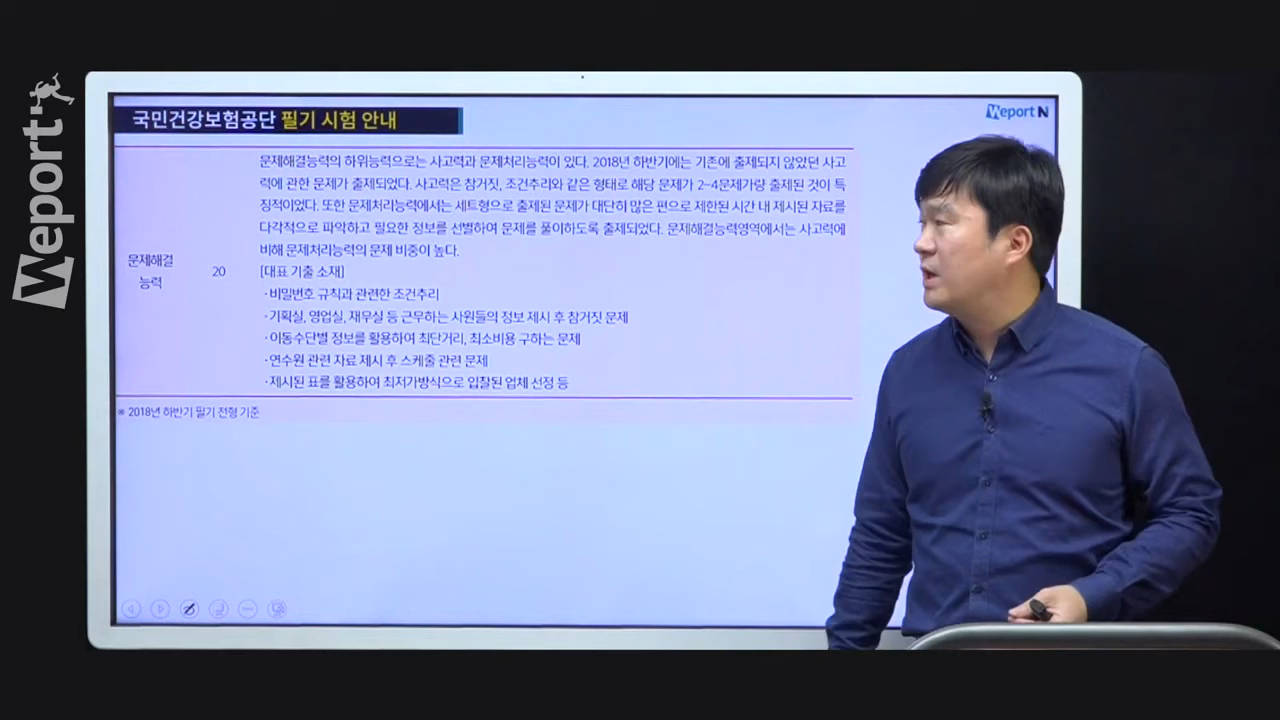 Weport
국민건강보험공단 필기 시험 안내
Weport N
문제해결능력의 하위능력으로는 사고력과 문제처리능력이 있다. 2018년 하반기에는 기존에 출제되지 않았던 사고
력에 관한 문제가 출제되었다. 사고력은 참거짓, 조건추리와 같은 형태로 해당 문제가 2~4문제가량 출제된 것이 특
징적이었다. 또한 문제처리능력에서는 세트형으로 출제된 문제가 대단히 많은 편으로 제한된 시간 내 제시된 자료를
다각적으로 파악하고 필요한 정보를 선별하여 문제를 풀이하도록 출제되었다. 문제해결능력영역에서는 사고력에
비해 문제처리능력의 문제 비중이 높다.
문제해결
능력
20
[대표 기출 소재]
·비밀번호 규칙과 관련한 조건추리
·기획실, 영업실, 재무실 등 근무하는 사원들의 정보 제시 후 참거짓 문제
·이동수단별 정보를 활용하여 최단거리, 최소비용 구하는 문제
·연수원 관련 자료 제시 후 스케줄 관련 문제
·제시된 표를 활용하여 최저가방식으로 입찰된 업체 선정 등
※ 2018년 하반기 필기 전형 기준